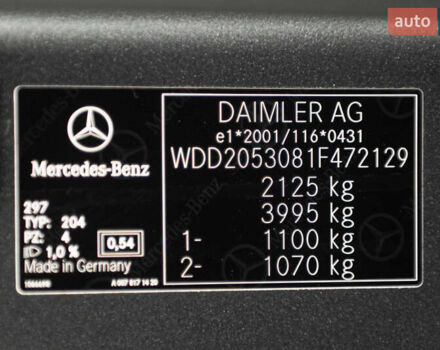 auto
DAIMLER AG
e1*2001/116*0431
WDD2053081F472129
2125 kg
3995 kg
1- 1100 kg
2- 1070 kg
Mercedes-Benz
297
TYP: 204
PZ: 4
1,0 %
0,54
Made in Germany